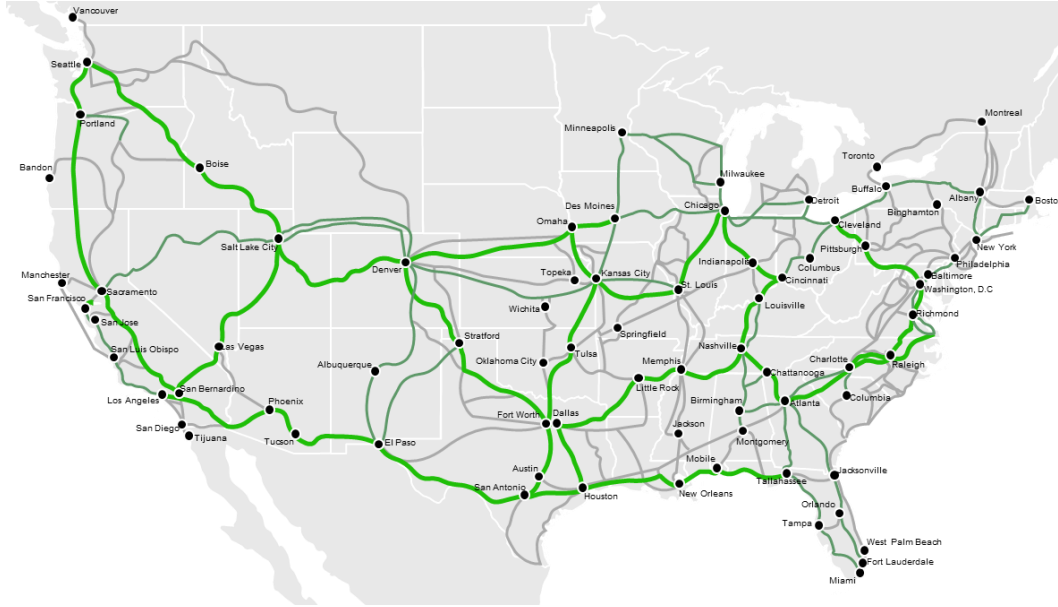 Vancouver
Seattle
Portland
Bandon
Boise
Manchester
San Francisco
Sacramento
San Jose
San Luis Obispo
Los Angeles
San Bernardino
San Diego
Tijuana
Las Vegas
Salt Lake City
Phoenix
Tucson
Albuquerque
El Paso
Denver
Stratford
Minneapolis
Des Moines
Omaha
Topeka
Kansas City
Wichita
Springfield
Oklahoma City
Tulsa
Fort Worth
Dallas
Austin
San Antonio
Houston
Little Rock
Memphis
Jackson
New Orleans
Mobile
Milwaukee
Chicago
Detroit
St. Louis
Indianapolis
Cincinnati
Columbus
Louisville
Nashville
Chattanooga
Birmingham
Montgomery
Atlanta
Tallahassee
Jacksonville
Orlando
Tampa
West Palm Beach
Fort Lauderdale
Miami
Columbia
Charlotte
Raleigh
Richmond
Washington, D.C
Baltimore
Philadelphia
Pittsburgh
Cleveland
Buffalo
Toronto
Montreal
Albany
Binghamton
New York
Bosto